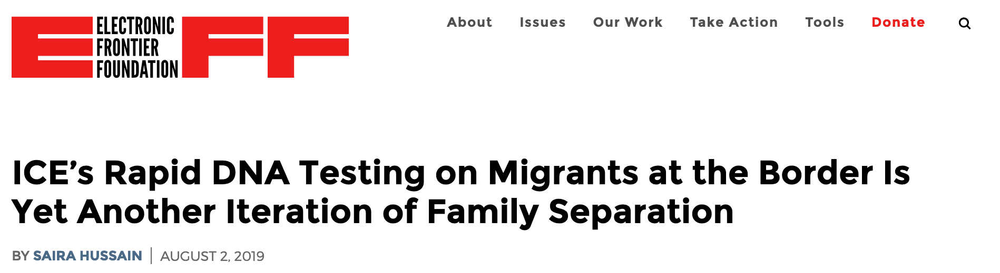 EFF
ELECTRONIC
FRONTIER
FOUNDATION
About Issues Our Work Take Action Tools Donate
ICE’s Rapid DNA Testing on Migrants at the Border Is
Yet Another Iteration of Family Separation
BY SAIRA HUSSAIN | AUGUST 2, 2019